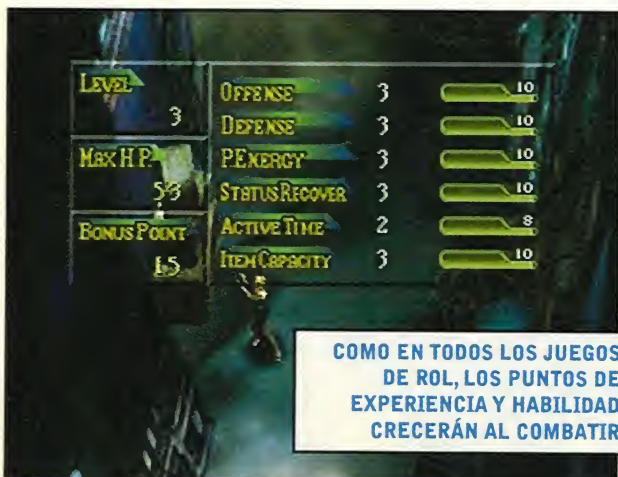 LEVEL
3
MAX H P
53
BONUS POINT
15
OFFENSE 3 10
DEFENSE 3 10
P.ENERGY 3 10
STATUS RECOVER 3 10
ACTIVE TIME 2 8
ITEM CAPACITY 3 10
COMO EN TODOS LOS JUEGOS
DE ROL, LOS PUNTOS DE
EXPERIENCIA Y HABILIDAD
CRECERÁN AL COMBATIR